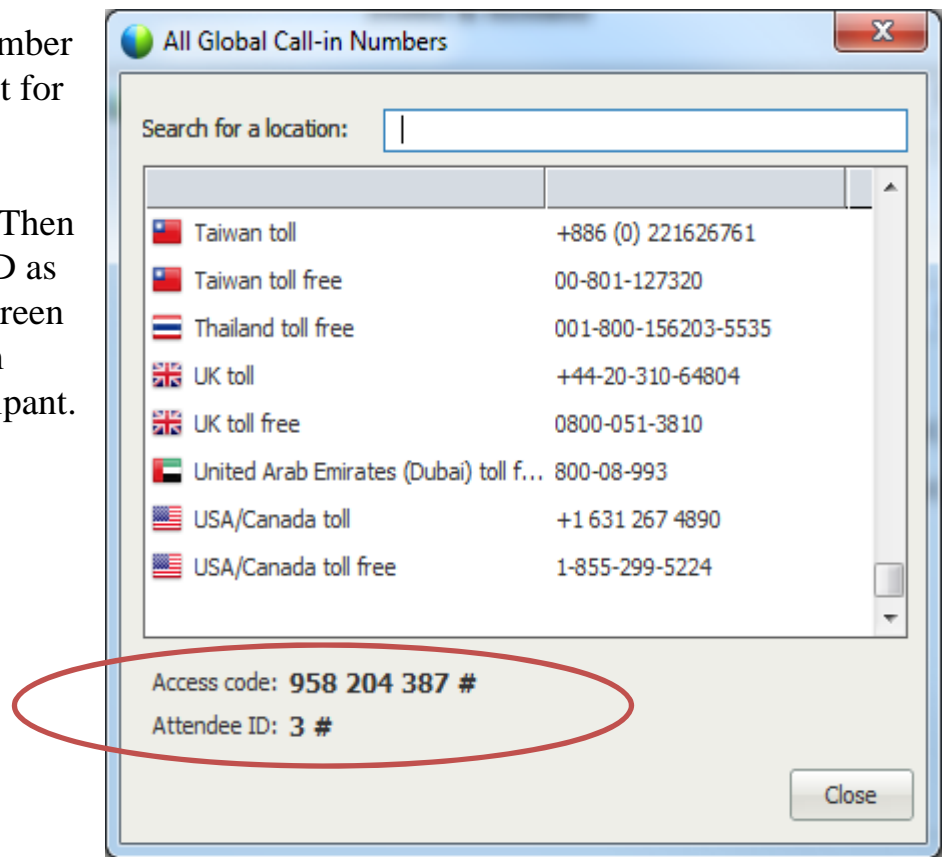 mber
t for
Then
D as
reen
n
ipant.
All Global Call-in Numbers
Search for a location:
Taiwan toll +886 (0) 221626761
Taiwan toll free 00-801-127320
Thailand toll free 001-800-156203-5535
UK toll +44-20-310-64804
UK toll free 0800-051-3810
United Arab Emirates (Dubai) toll f... 800-08-993
USA/Canada toll +1 631 267 4890
USA/Canada toll free 1-855-299-5224
Access code: 958 204 387 #
Attendee ID: 3 #
Close